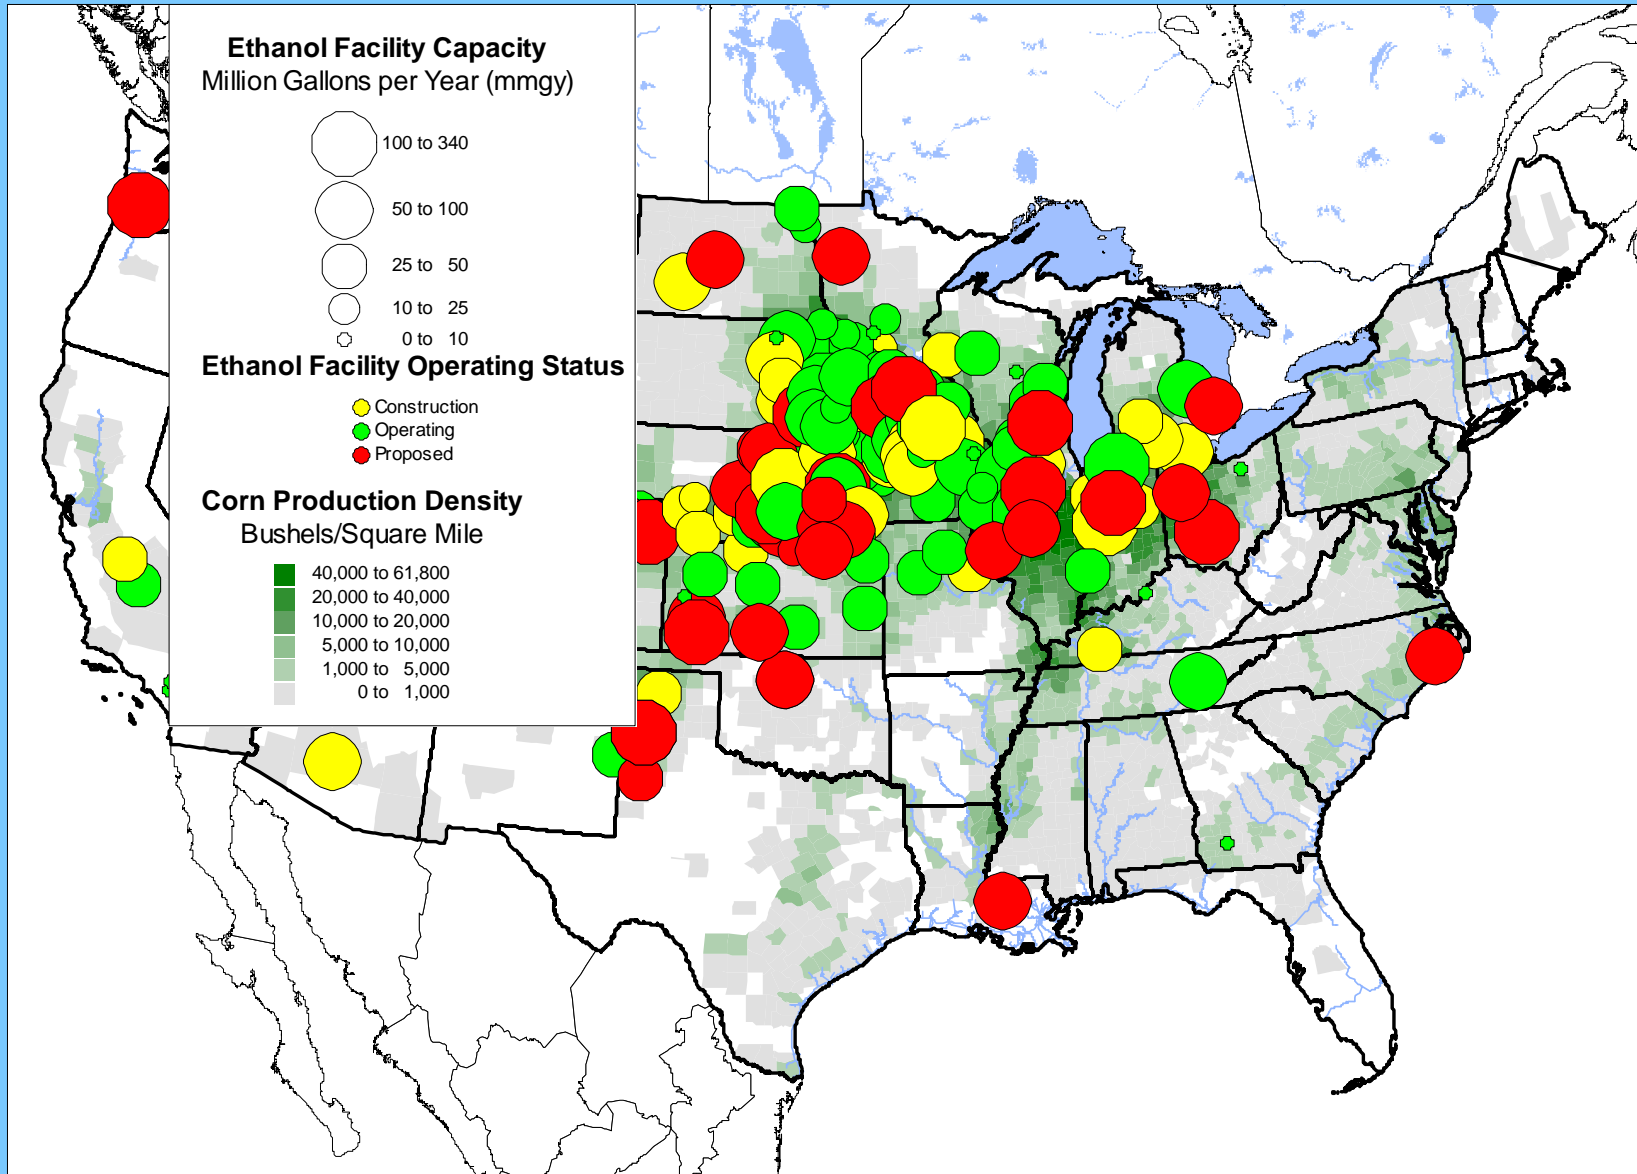 Ethanol Facility Capacity
Million Gallons per Year (mmgy)
100 to 340
50 to 100
25 to 50
10 to 25
0 to 10
Ethanol Facility Operating Status
Construction
Operating
Proposed
Corn Production Density
Bushels/Square Mile
40,000 to 61,800
20,000 to 40,000
10,000 to 20,000
5,000 to 10,000
1,000 to 5,000
0 to 1,000